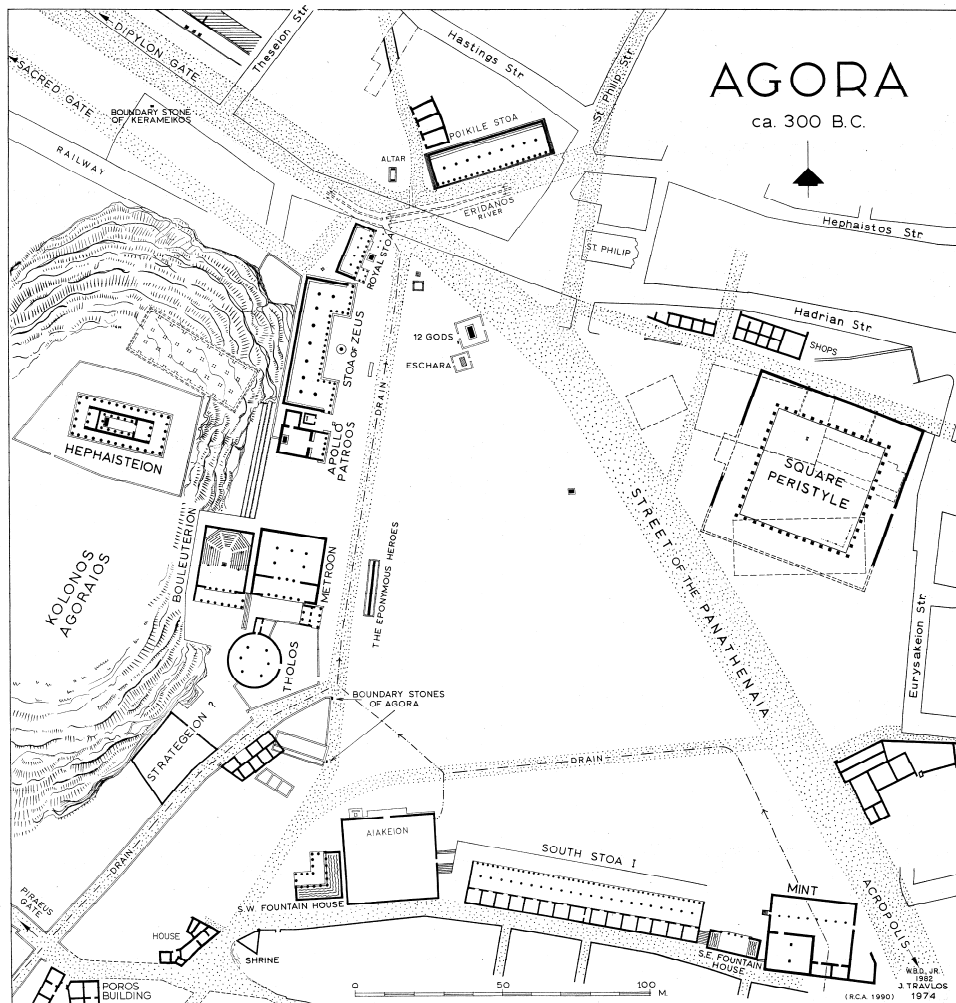 AGORA
ca. 300 B.C.
DIPYLON GATE
Theseion Str
Hastings Str
St. Philip Str.
SACRED GATE
BOUNDARY STONE
OF KERAMEIKOS
RAILWAY
POIKILE STOA
ALTAR
ERIDANOS
RIVER
Hephaistos Str.
ROYAL STOA
ST. PHILIP
Hadrian Str.
SHOPS
STOA OF ZEUS
12 GODS
ESCHARA
DRAIN
HEPHAISTEION
APOLLO
PATROOS
SQUARE
PERISTYLE
STREET OF THE PANATHENAIA
KOLONOS
AGORAIOS
BOULEUTERION
METROON
THE EPONYMOUS HEROES
THOLOS
Eurysakeion Str.
BOUNDARY STONES
OF AGORA
STRATEGEION ?
DRAIN
DRAIN
AIAKEION
SOUTH STOA I
MINT
ACROPOLIS
PIRAEUS
GATE
S.W. FOUNTAIN HOUSE
HOUSE
SHRINE
S.E. FOUNTAIN
HOUSE
POROS
BUILDING
0
50
100
M.
W.B.D. JR.
1982
J. TRAVLOS
(R.C.A. 1990)
1974